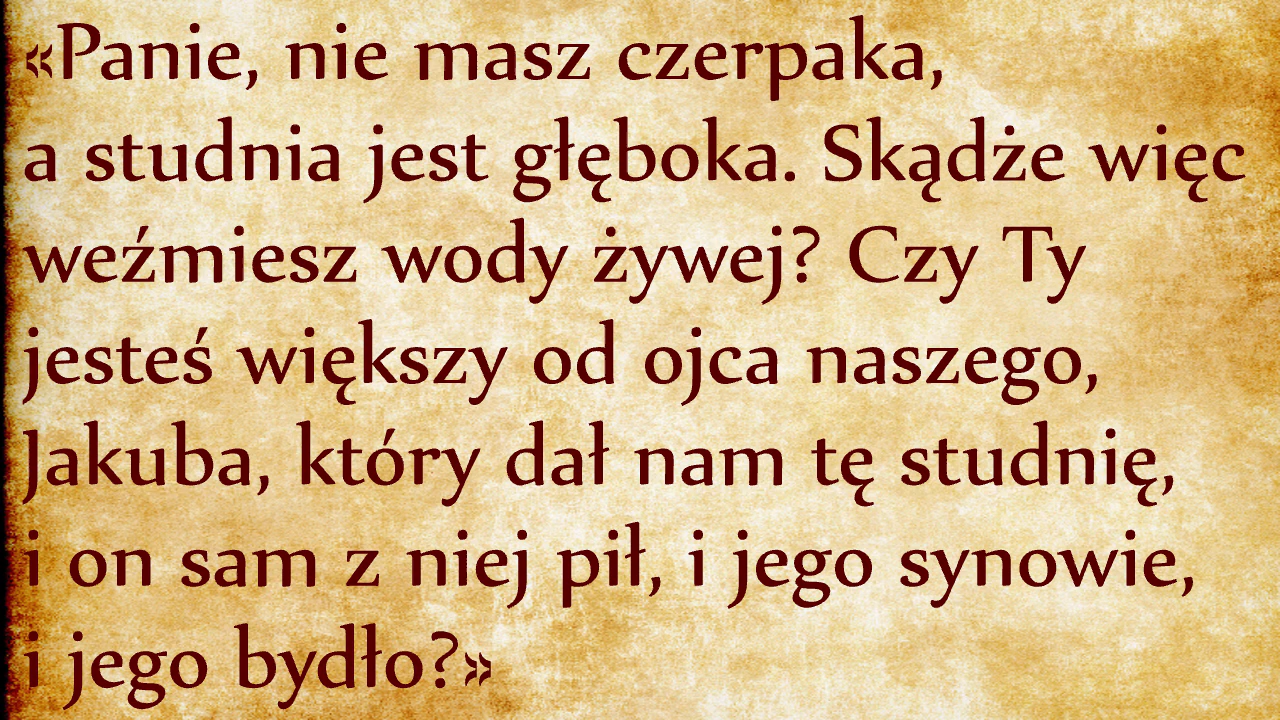 «Panie, nie masz czerpaka,
a studnia jest głęboka. Skądże więc
weźmiesz wody żywej? Czy Ty
jesteś większy od ojca naszego,
Jakuba, który dał nam tę studnię,
i on sam z niej pił, i jego synowie,
i jego bydło?»